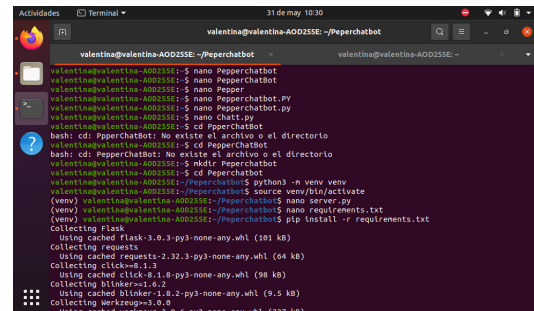 Actividades Terminal 31 de may 10:30
valentina@valentina-AOD255E: ~/Peperchatbot
valentina@valentina-AOD255E: ~/Peperchatbot × valentina@valentina-AOD255E: ~ ×
valentina@valentina-AOD255E:~$ nano Pepperchatbot
valentina@valentina-AOD255E:~$ nano PepperchatBot
valentina@valentina-AOD255E:~$ nano Pepper
valentina@valentina-AOD255E:~$ nano Pepperchatbot.PY
valentina@valentina-AOD255E:~$ nano Pepperchatbot.py
valentina@valentina-AOD255E:~$ nano Chatt.py
valentina@valentina-AOD255E:~$ cd PpperChatBot
bash: cd: PpperChatBot: No existe el archivo o el directorio
valentina@valentina-AOD255E:~$ cd PepperChatBot
bash: cd: PepperChatBot: No existe el archivo o el directorio
valentina@valentina-AOD255E:~$ mkdir Peperchatbot
valentina@valentina-AOD255E:~$ cd Peperchatbot
valentina@valentina-AOD255E:~/Peperchatbot$ python3 -m venv venv
valentina@valentina-AOD255E:~/Peperchatbot$ source venv/bin/activate
(venv) valentina@valentina-AOD255E:~/Peperchatbot$ nano server.py
(venv) valentina@valentina-AOD255E:~/Peperchatbot$ nano requirements.txt
(venv) valentina@valentina-AOD255E:~/Peperchatbot$ pip install -r requirements.txt
Collecting Flask
Using cached flask-3.0.3-py3-none-any.whl (101 kB)
Collecting requests
Using cached requests-2.32.3-py3-none-any.whl (64 kB)
Collecting click>=8.1.3
Using cached click-8.1.8-py3-none-any.whl (98 kB)
Collecting blinker>=1.6.2
Using cached blinker-1.8.2-py3-none-any.whl (9.5 kB)
Collecting Werkzeug>=3.0.0